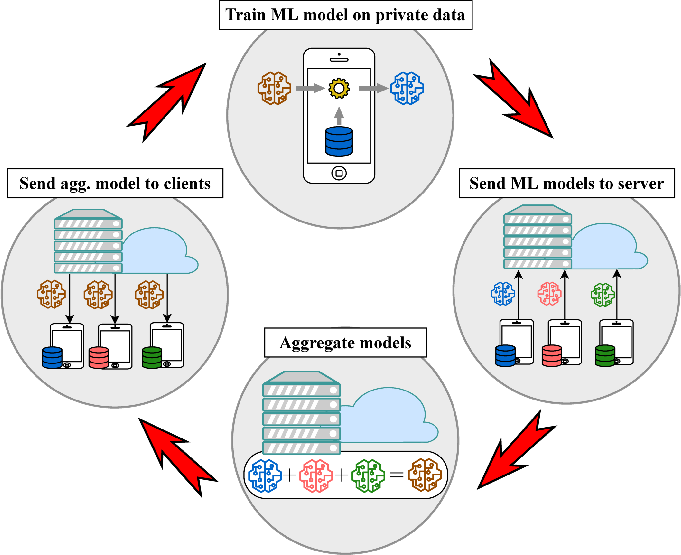 Train ML model on private data
Send agg. model to clients
Send ML models to server
Aggregate models
+ + =